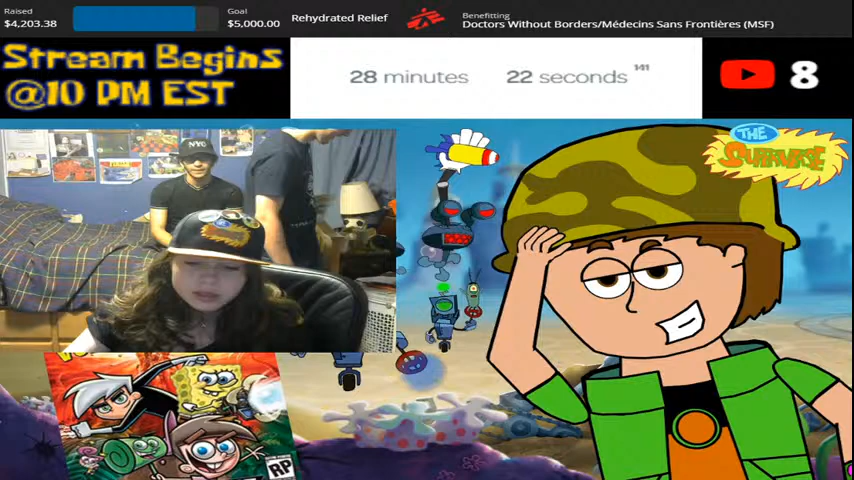 Raised
$4,203.38
Goal
$5,000.00
Rehydrated Relief
Benefitting
Doctors Without Borders/Médecins Sans Frontières (MSF)
Stream Begins
@10 PM EST
28 minutes
22 seconds
141
8
THE
NYC
RP